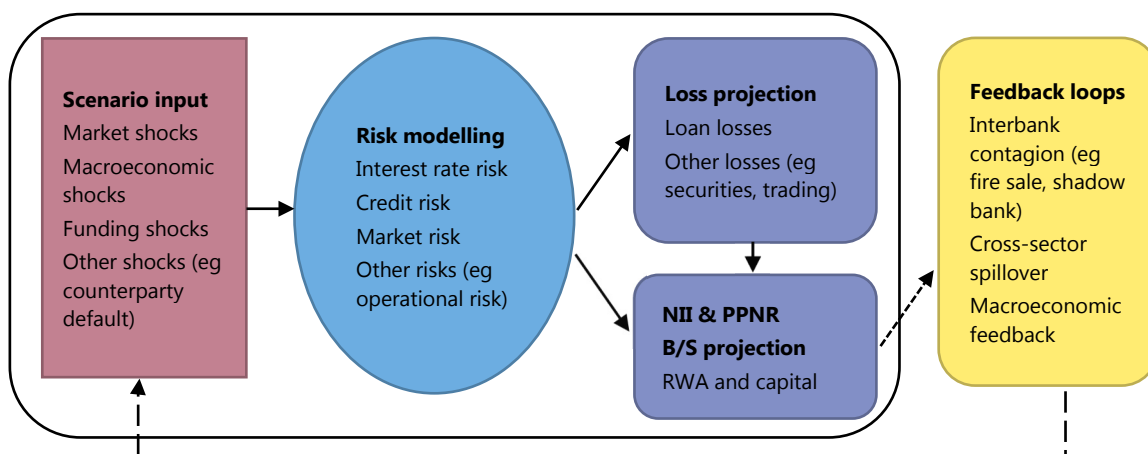 Scenario input
Market shocks
Macroeconomic
shocks
Funding shocks
Other shocks (eg
counterparty
default)
Risk modelling
Interest rate risk
Credit risk
Market risk
Other risks (eg
operational risk)
Loss projection
Loan losses
Other losses (eg
securities, trading)
NII & PPNR
B/S projection
RWA and capital
Feedback loops
Interbank
contagion (eg
fire sale, shadow
bank)
Cross-sector
spillover
Macroeconomic
feedback